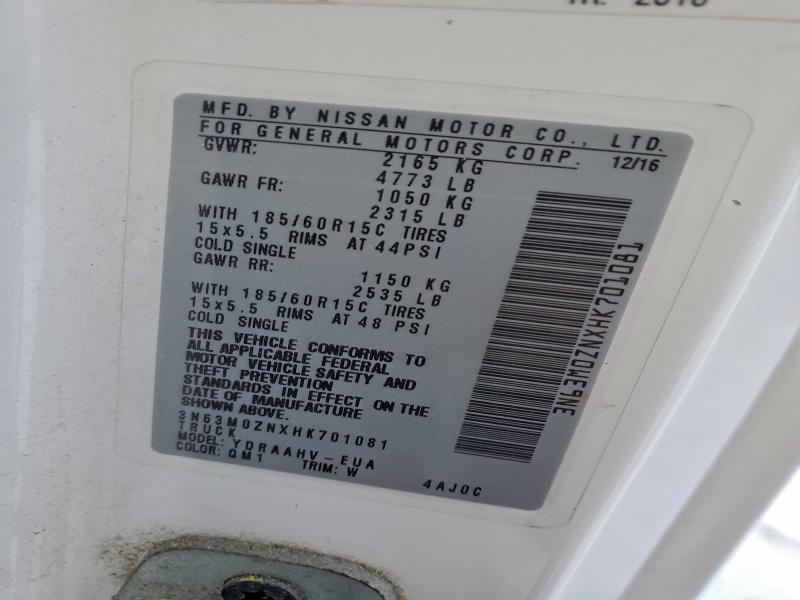 MFD. BY NISSAN MOTOR CO., LTD.
FOR GENERAL MOTORS CORP. 12/16
GVWR: 2165 KG
4773 LB
GAWR FR: 1050 KG
2315 LB
WITH 185/60R15C TIRES
15x5.5 RIMS AT 44PSI
COLD SINGLE
GAWR RR: 1150 KG
2535 LB
WITH 185/60R15C TIRES
15x5.5 RIMS AT 48 PSI
COLD SINGLE
THIS VEHICLE CONFORMS TO
ALL APPLICABLE FEDERAL
MOTOR VEHICLE SAFETY AND
THEFT PREVENTION
STANDARDS IN EFFECT ON THE
DATE OF MANUFACTURE
SHOWN ABOVE.
3N63M0ZNXHK701081
TRUCK
MODEL: YDRAAHV-EUA
COLOR: QM1 TRIM: W
4AJ0C
3N63M0ZNXHK701081